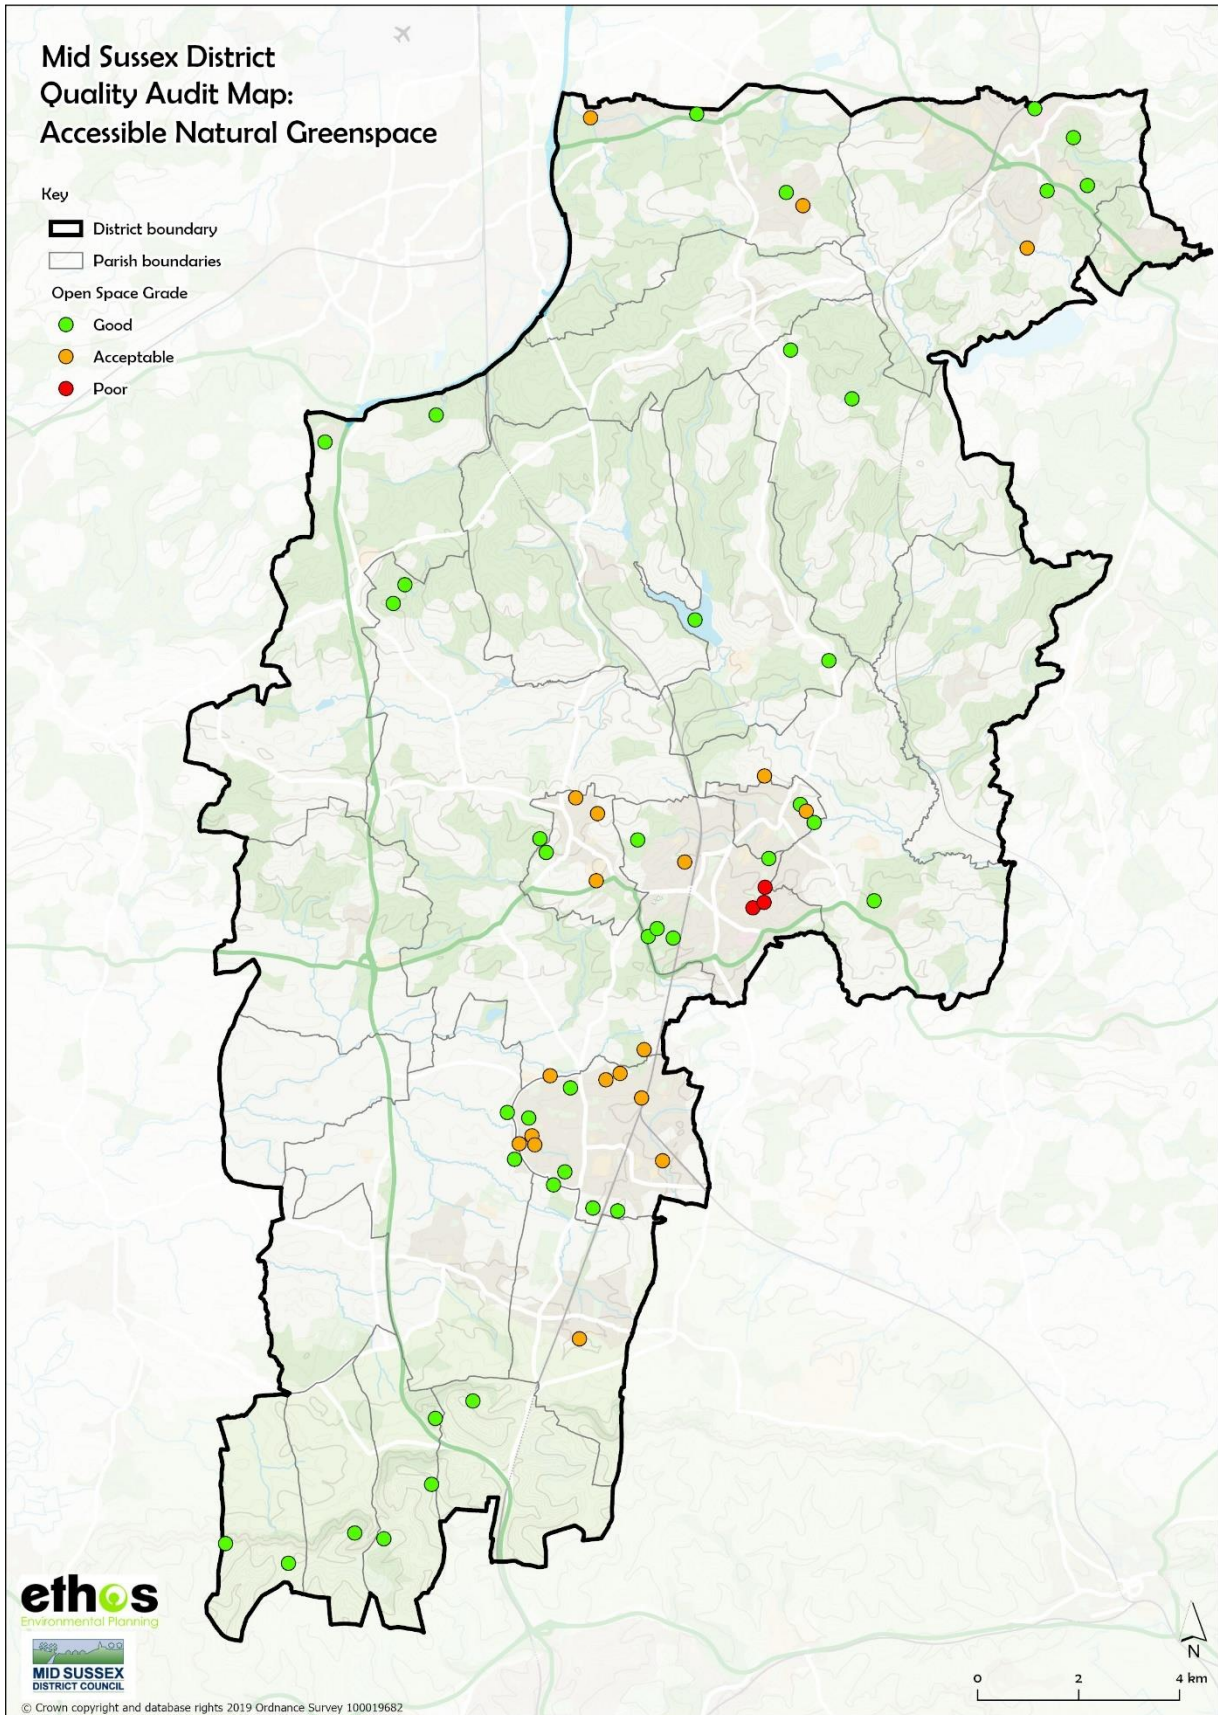 Mid Sussex District
Quality Audit Map:
Accessible Natural Greenspace
Key
District boundary
Parish boundaries
Open Space Grade
Good
Acceptable
Poor
ethos
Environmental Planning
MID SUSSEX
DISTRICT COUNCIL
© Crown copyright and database rights 2019 Ordnance Survey 100019682
N
0 2 4 km